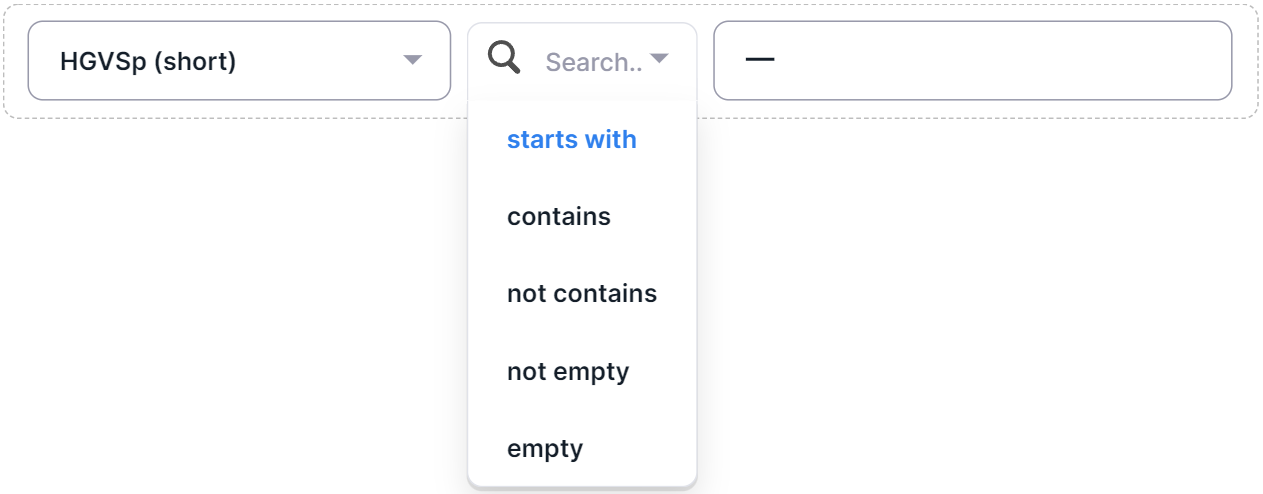 HGVSp (short)
Search..
—
starts with
contains
not contains
not empty
empty